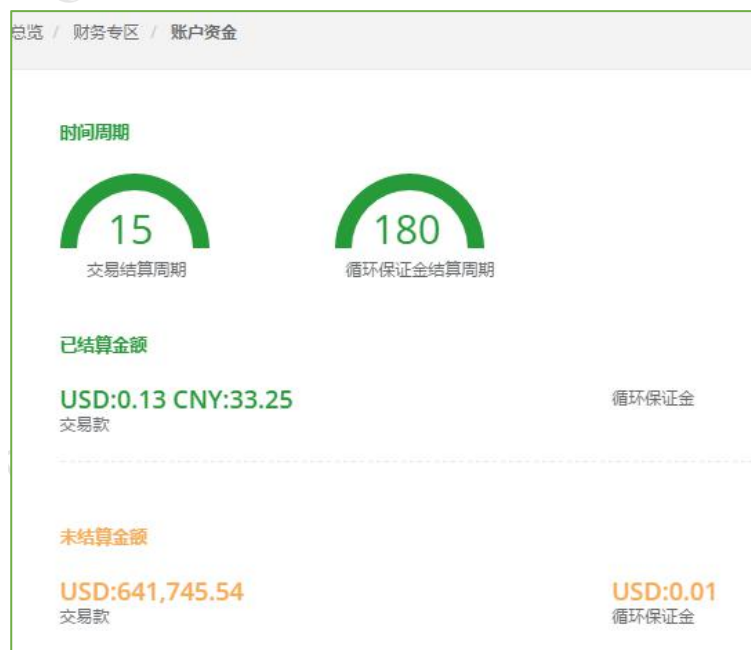 总览 / 财务专区 / 账户资金
时间周期
15 180
交易结算周期 循环保证金结算周期
已结算金额
USD:0.13 CNY:33.25 循环保证金
交易款
未结算金额
USD:641,745.54 USD:0.01
交易款 循环保证金